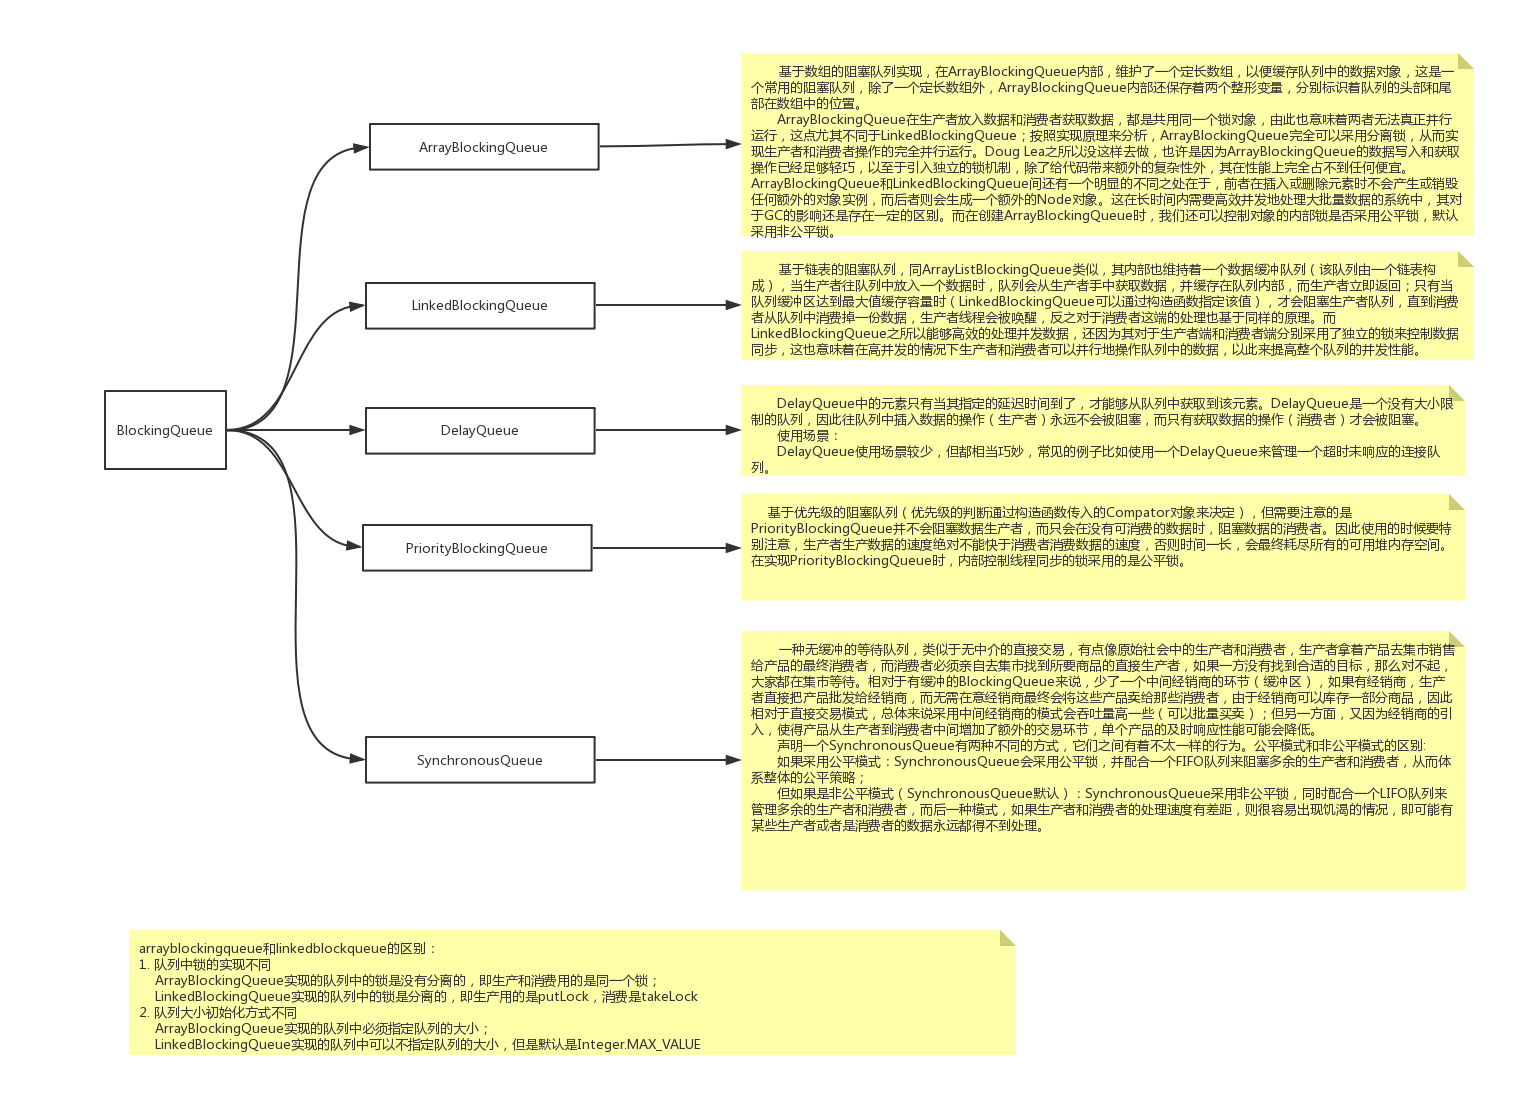 BlockingQueue
ArrayBlockingQueue
基于数组的阻塞队列实现，在ArrayBlockingQueue内部，维护了一个定长数组，以便缓存队列中的数据对象，这是一
个常用的阻塞队列，除了一个定长数组外，ArrayBlockingQueue内部还保存着两个整形变量，分别标识着队列的头部和尾
部在数组中的位置。
ArrayBlockingQueue在生产者放入数据和消费者获取数据，都是共用同一个锁对象，由此也意味着两者无法真正并行
运行，这点尤其不同于LinkedBlockingQueue；按照实现原理来分析，ArrayBlockingQueue完全可以采用分离锁，从而实
现生产者和消费者操作的完全并行运行。Doug Lea之所以没这样去做，也许是因为ArrayBlockingQueue的数据写入和获取
操作已经足够轻巧，以至于引入独立的锁机制，除了给代码带来额外的复杂性外，其在性能上完全占不到任何便宜。
ArrayBlockingQueue和LinkedBlockingQueue间还有一个明显的不同之处在于，前者在插入或删除元素时不会产生或销毁
任何额外的对象实例，而后者则会生成一个额外的Node对象。这在长时间内需要高效并发地处理大批量数据的系统中，其对
于GC的影响还是存在一定的区别。而在创建ArrayBlockingQueue时，我们还可以控制对象的内部锁是否采用公平锁，默认
采用非公平锁。
LinkedBlockingQueue
基于链表的阻塞队列，同ArrayListBlockingQueue类似，其内部也维持着一个数据缓冲队列（该队列由一个链表构
成），当生产者往队列中放入一个数据时，队列会从生产者手中获取数据，并缓存在队列内部，而生产者立即返回；只有当
队列缓冲区达到最大值缓存容量时（LinkedBlockingQueue可以通过构造函数指定该值），才会阻塞生产者队列，直到消费
者从队列中消费掉一份数据，生产者线程会被唤醒，反之对于消费者这端的处理也基于同样的原理。而
LinkedBlockingQueue之所以能够高效的处理并发数据，还因为其对于生产者端和消费者端分别采用了独立的锁来控制数据
同步，这也意味着在高并发的情况下生产者和消费者可以并行地操作队列中的数据，以此来提高整个队列的并发性能。
DelayQueue
DelayQueue中的元素只有当其指定的延迟时间到了，才能够从队列中获取到该元素。DelayQueue是一个没有大小限
制的队列，因此往队列中插入数据的操作（生产者）永远不会被阻塞，而只有获取数据的操作（消费者）才会被阻塞。
使用场景：
DelayQueue使用场景较少，但都相当巧妙，常见的例子比如使用一个DelayQueue来管理一个超时未响应的连接队
列。
PriorityBlockingQueue
基于优先级的阻塞队列（优先级的判断通过构造函数传入的Compator对象来决定），但需要注意的是
PriorityBlockingQueue并不会阻塞数据生产者，而只会在没有可消费的数据时，阻塞数据的消费者。因此使用的时候要特
别注意，生产者生产数据的速度绝对不能快于消费者消费数据的速度，否则时间一长，会最终耗尽所有的可用堆内存空间。
在实现PriorityBlockingQueue时，内部控制线程同步的锁采用的是公平锁。
SynchronousQueue
一种无缓冲的等待队列，类似于无中介的直接交易，有点像原始社会中的生产者和消费者，生产者拿着产品去集市销售
给产品的最终消费者，而消费者必须亲自去集市找到所要商品的直接生产者，如果一方没有找到合适的目标，那么对不起，
大家都在集市等待。相对于有缓冲的BlockingQueue来说，少了一个中间经销商的环节（缓冲区），如果有经销商，生产
者直接把产品批发给经销商，而无需在意经销商最终会将这些产品卖给那些消费者，由于经销商可以库存一部分商品，因此
相对于直接交易模式，总体来说采用中间经销商的模式会吞吐量高一些（可以批量买卖）；但另一方面，又因为经销商的引
入，使得产品从生产者到消费者中间增加了额外的交易环节，单个产品的及时响应性能可能会降低。
声明一个SynchronousQueue有两种不同的方式，它们之间有着不太一样的行为。公平模式和非公平模式的区别:
如果采用公平模式：SynchronousQueue会采用公平锁，并配合一个FIFO队列来阻塞多余的生产者和消费者，从而体
系整体的公平策略；
但如果是非公平模式（SynchronousQueue默认）：SynchronousQueue采用非公平锁，同时配合一个LIFO队列来
管理多余的生产者和消费者，而后一种模式，如果生产者和消费者的处理速度有差距，则很容易出现饥渴的情况，即可能有
某些生产者或者是消费者的数据永远都得不到处理。
arrayblockingqueue和linkedblockqueue的区别：
1. 队列中锁的实现不同
ArrayBlockingQueue实现的队列中的锁是没有分离的，即生产和消费用的是同一个锁；
LinkedBlockingQueue实现的队列中的锁是分离的，即生产用的是putLock，消费是takeLock
2. 队列大小初始化方式不同
ArrayBlockingQueue实现的队列中必须指定队列的大小；
LinkedBlockingQueue实现的队列中可以不指定队列的大小，但是默认是Integer.MAX_VALUE